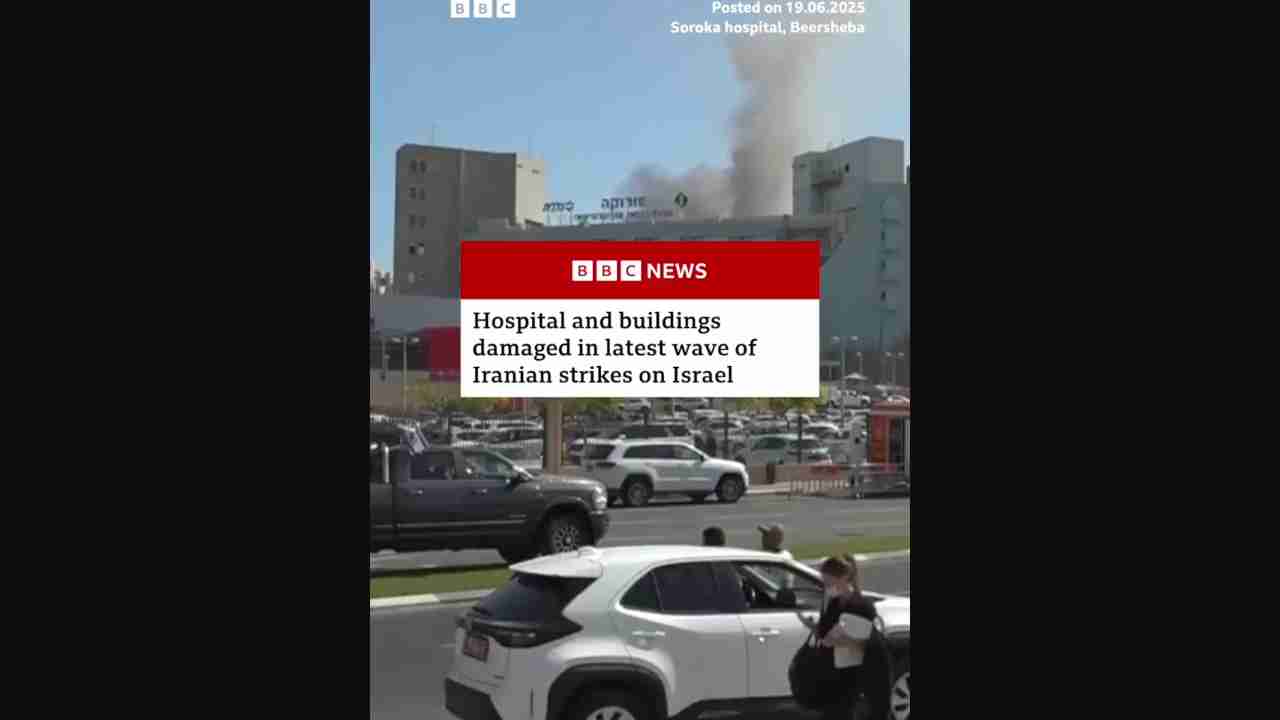 BBC
Posted on 19.06.2025
Soroka hospital, Beersheba
סורוקה
BBC NEWS
Hospital and buildings
damaged in latest wave of
Iranian strikes on Israel